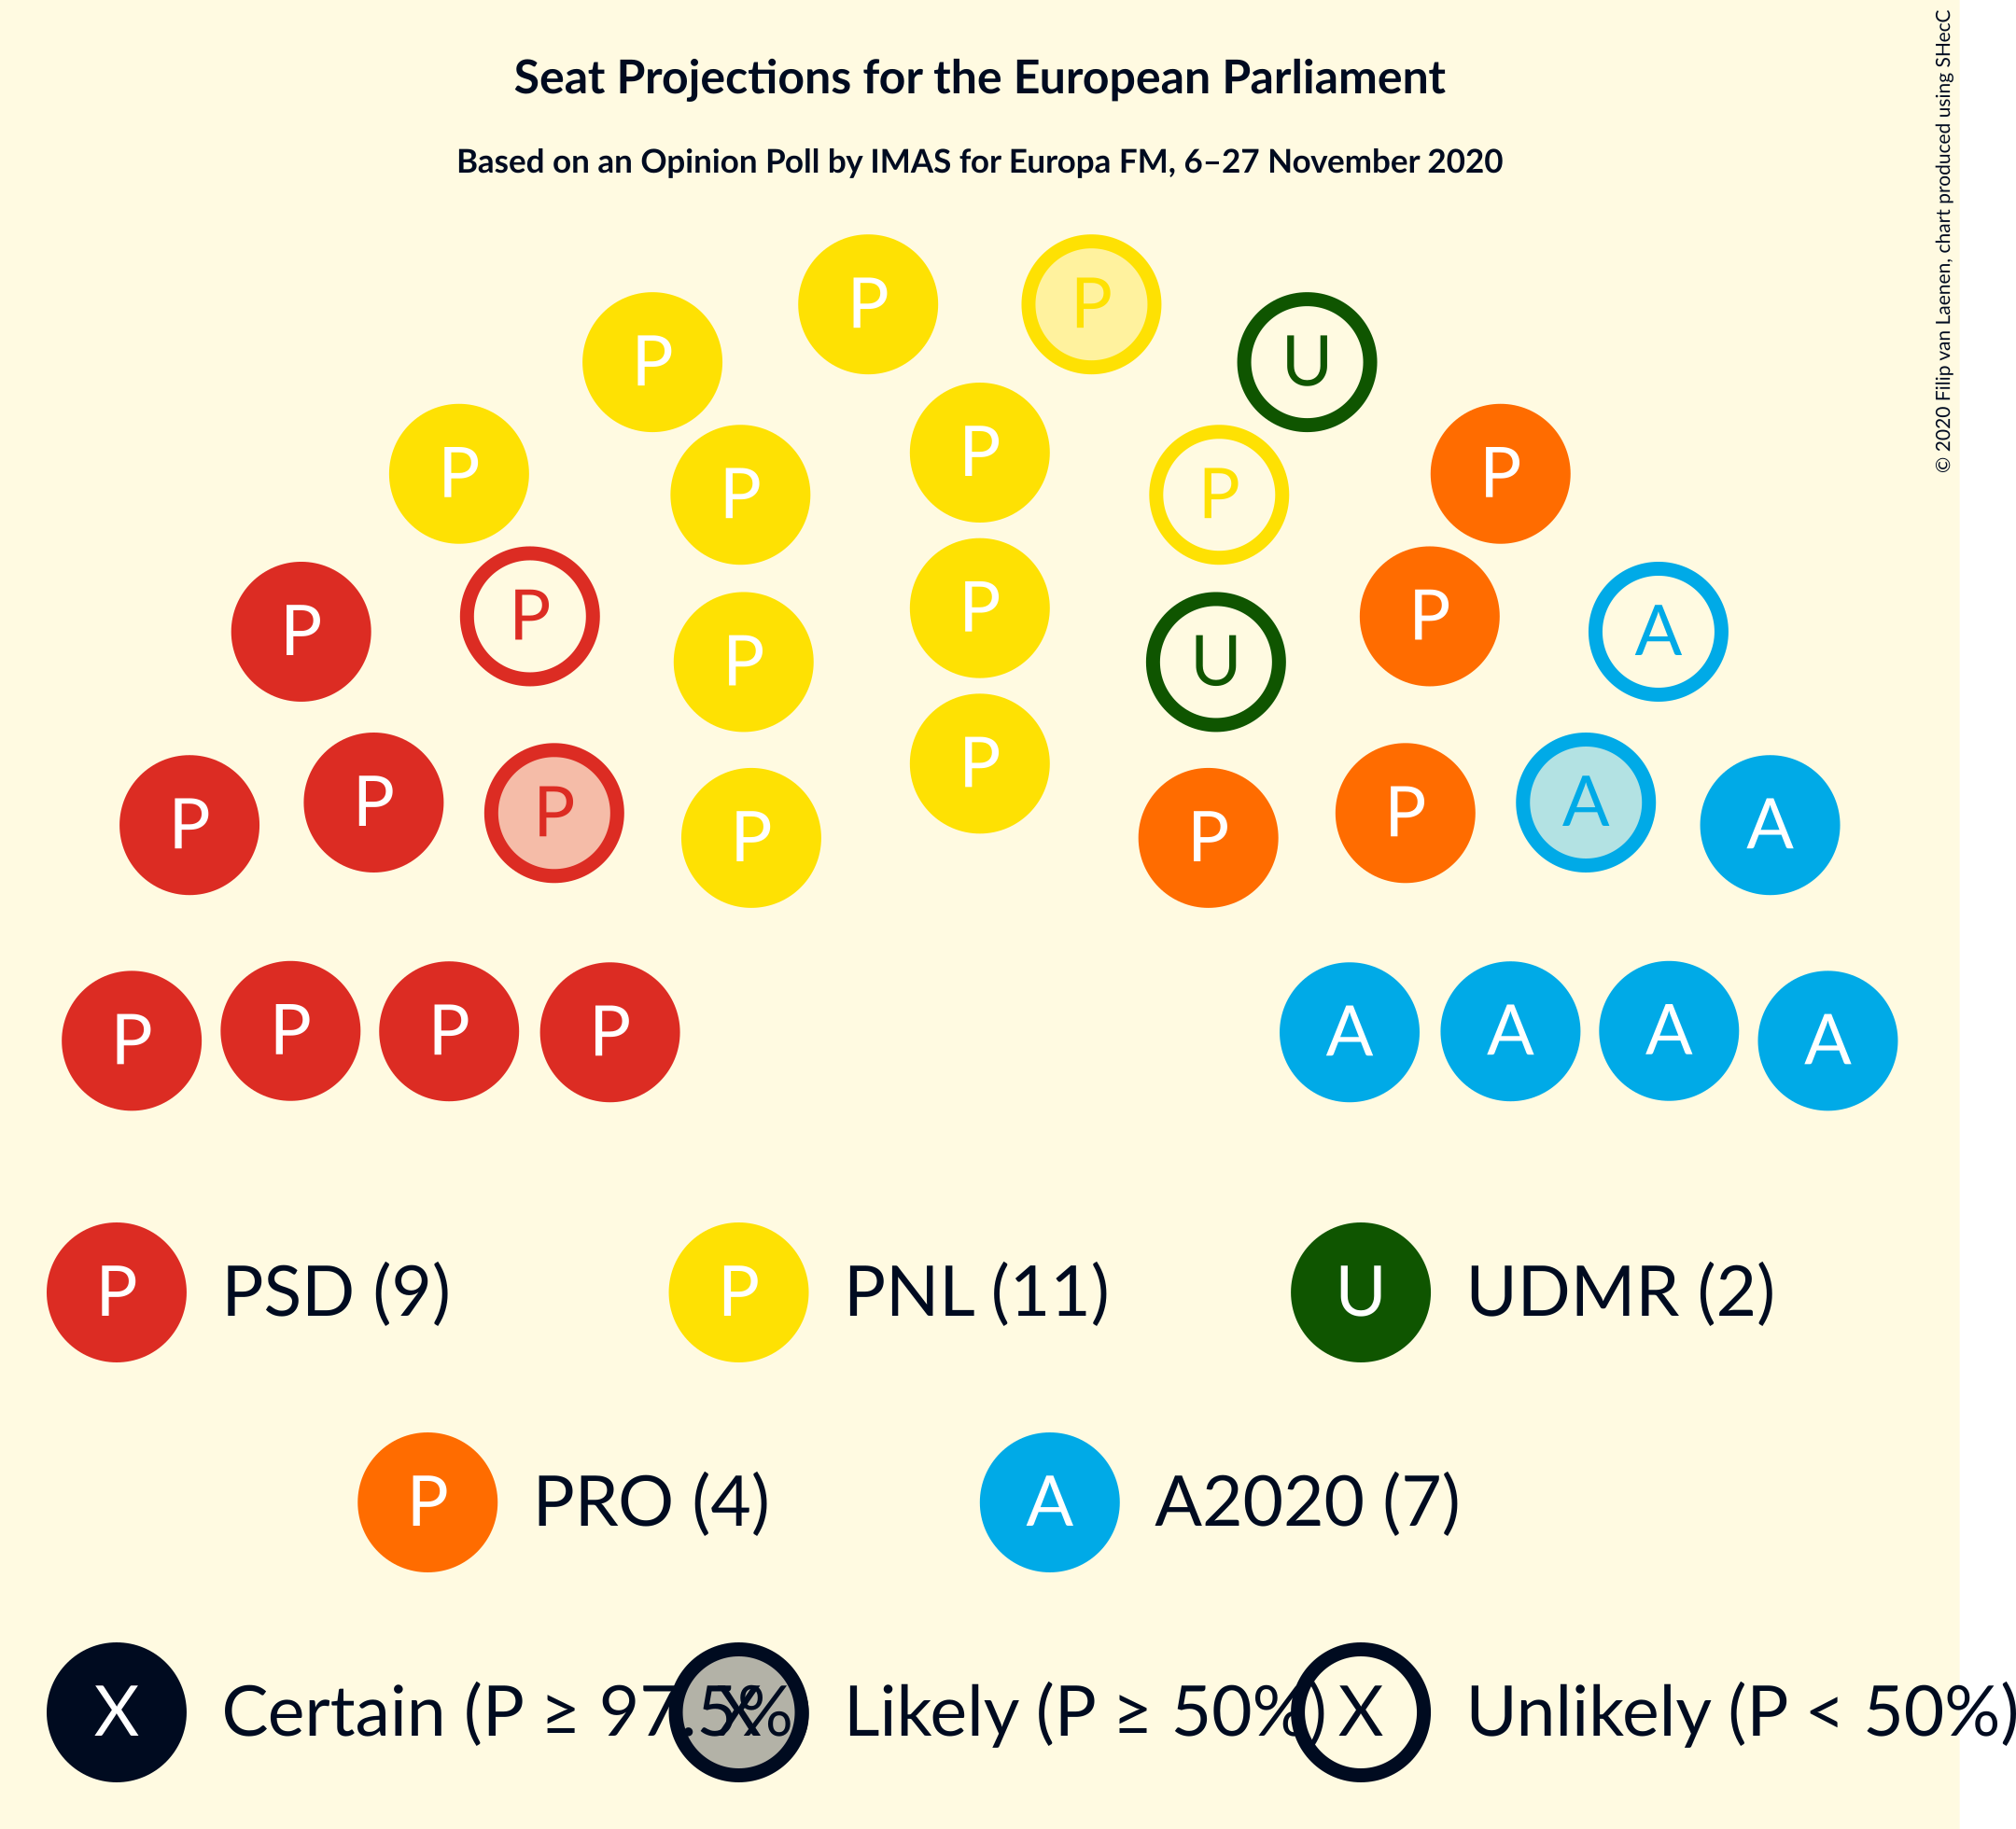 Seat Projections for the European Parliament
Based on an Opinion Poll by IMAS for Europa FM, 6–27 November 2020
© 2020 Filip van Laenen, chart produced using SHecC
P P
P U
P P
P P P
P P P
P P A
P U
P P
P P P A A
P P
P P P P A A A A
P PSD (9) P PNL (11) U UDMR (2)
P PRO (4) A A2020 (7)
X Certain (P ≥ 97.5% X Likely (P ≥ 50%) X Unlikely (P < 50%)